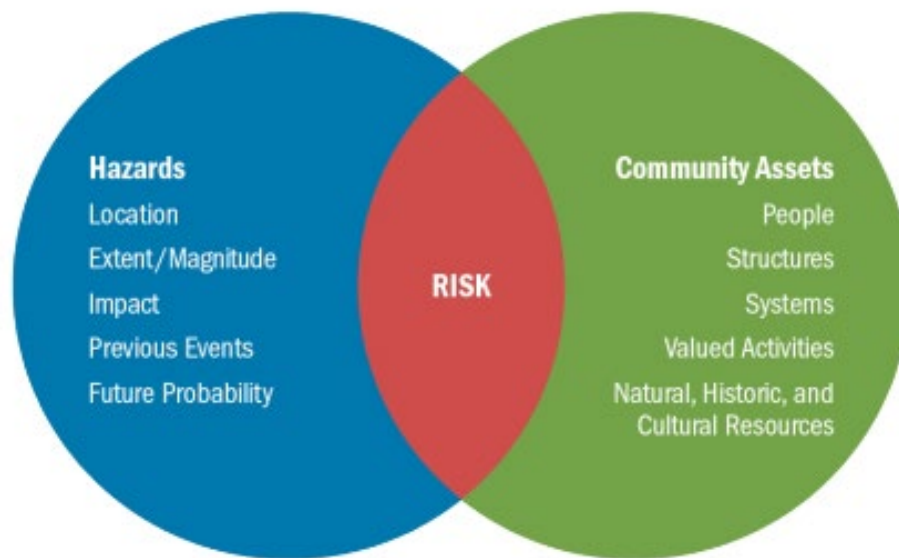 Hazards
Location
Extent/Magnitude
Impact
Previous Events
Future Probability
RISK
Community Assets
People
Structures
Systems
Valued Activities
Natural, Historic, and
Cultural Resources